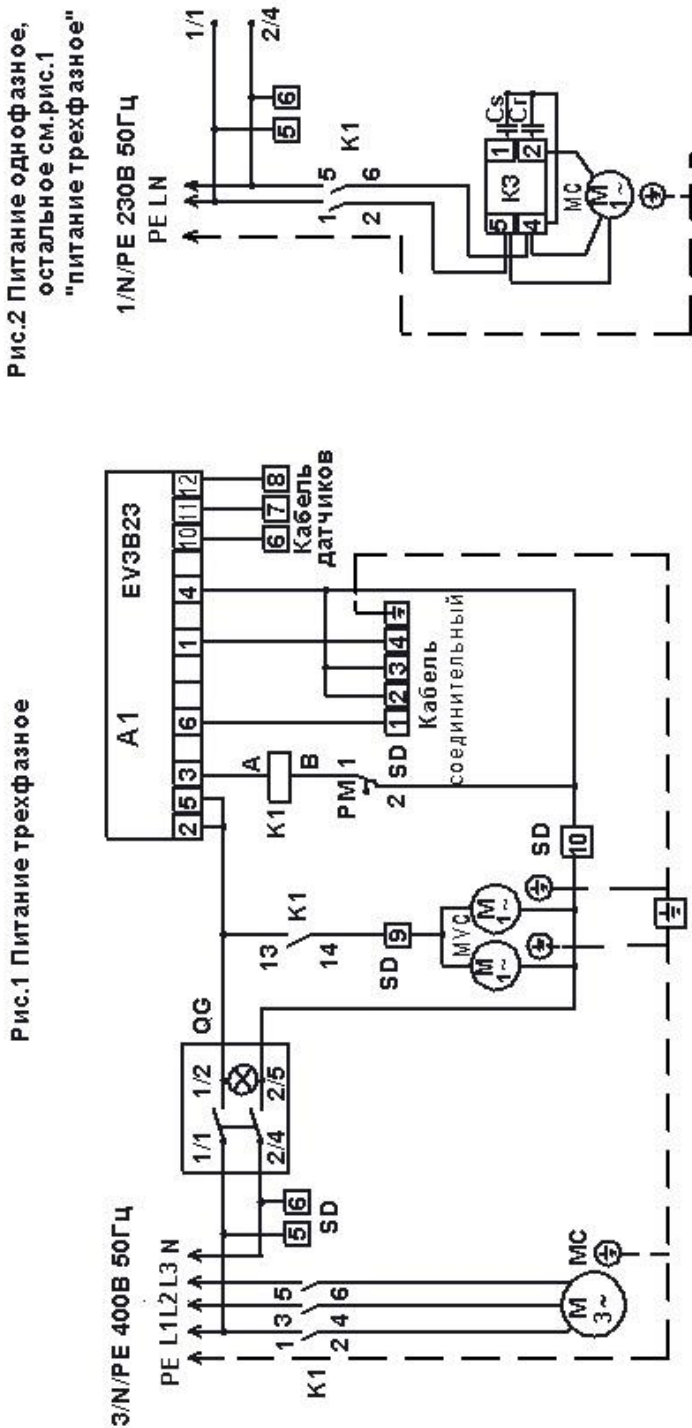 Рис.1 Питание трехфазное
3/N/PE 400В 50Гц
PE L1 L2 L3 N
1 3 5
2 4 6
K1
5 6
SD
1/1 1/2
2/4 2/5
QG
13
14
K1
SD 9
MVC
M 1~
M 1~
SD
10
MC
M 3~
A1 EV3B23
2 5 3 6 1 4 10 11 12
A
K1
B
PM 1
2
SD 1 2 3 4
Кабель
соединительный
6 7 8
Кабель
датчиков
Рис.2 Питание однофазное,
остальное см.рис.1
"питание трехфазное"
1/N/PE 230В 50Гц
PE L N
1/1
2/4
5 6
1 5
2 6
K1
K3
5 1
4 2
Cs
Cr
MC
M 1~